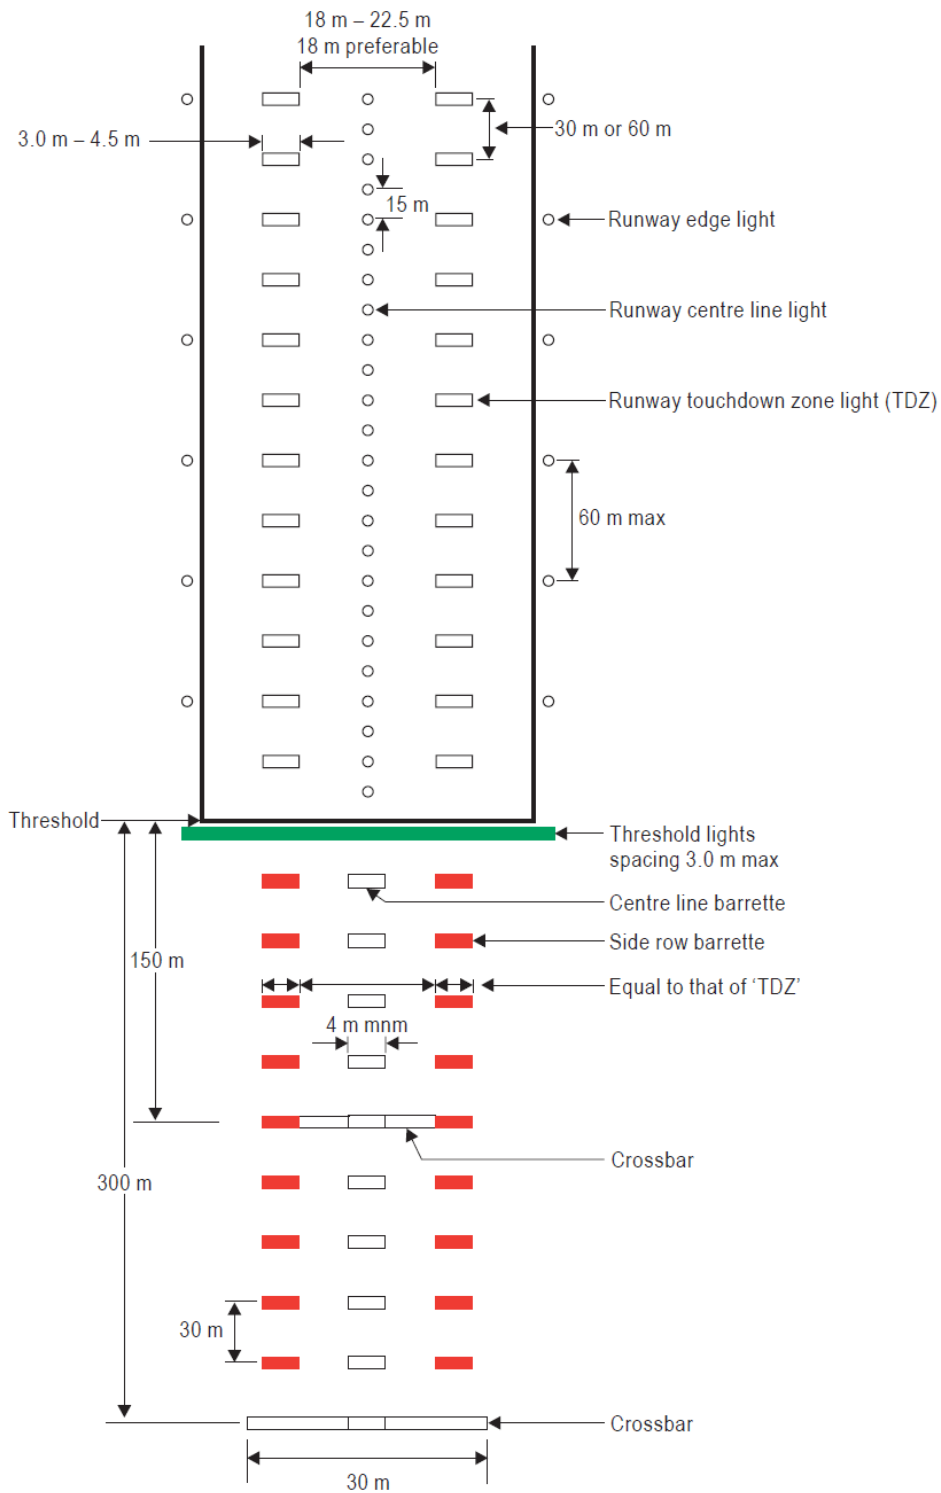 18 m – 22.5 m
18 m preferable
3.0 m – 4.5 m
30 m or 60 m
15 m
Runway edge light
Runway centre line light
Runway touchdown zone light (TDZ)
60 m max
Threshold
Threshold lights
spacing 3.0 m max
Centre line barrette
Side row barrette
150 m
Equal to that of ‘TDZ’
4 m mnm
Crossbar
300 m
30 m
Crossbar
30 m